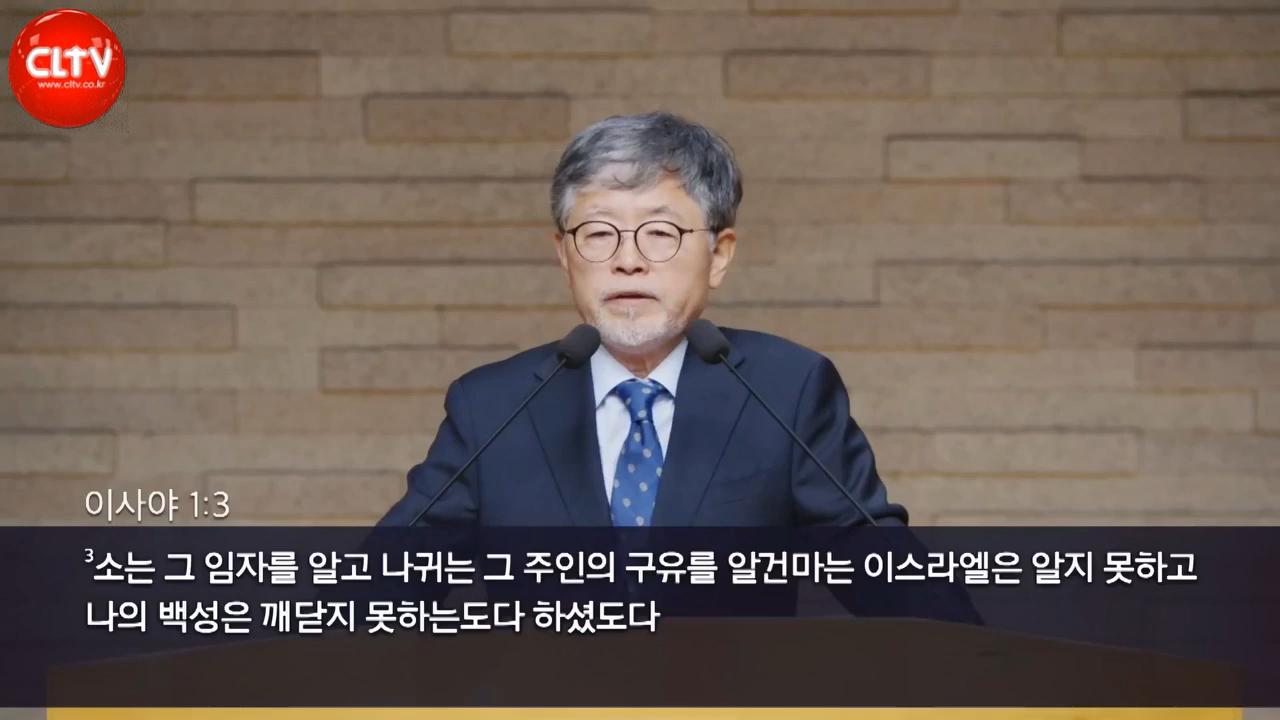 CLTV
www.cltv.co.kr
이사야 1:3
³소는 그 임자를 알고 나귀는 그 주인의 구유를 알건마는 이스라엘은 알지 못하고
나의 백성은 깨닫지 못하는도다 하셨도다